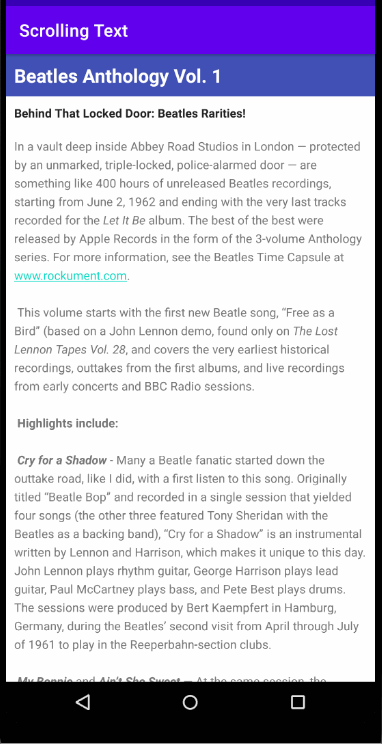 Scrolling Text
Beatles Anthology Vol. 1
Behind That Locked Door: Beatles Rarities!
In a vault deep inside Abbey Road Studios in London — protected
by an unmarked, triple-locked, police-alarmed door — are
something like 400 hours of unreleased Beatles recordings,
starting from June 2, 1962 and ending with the very last tracks
recorded for the Let It Be album. The best of the best were
released by Apple Records in the form of the 3-volume Anthology
series. For more information, see the Beatles Time Capsule at
www.rockument.com.
This volume starts with the first new Beatle song, “Free as a
Bird” (based on a John Lennon demo, found only on The Lost
Lennon Tapes Vol. 28, and covers the very earliest historical
recordings, outtakes from the first albums, and live recordings
from early concerts and BBC Radio sessions.
Highlights include:
Cry for a Shadow - Many a Beatle fanatic started down the
outtake road, like I did, with a first listen to this song. Originally
titled “Beatle Bop” and recorded in a single session that yielded
four songs (the other three featured Tony Sheridan with the
Beatles as a backing band), “Cry for a Shadow” is an instrumental
written by Lennon and Harrison, which makes it unique to this day.
John Lennon plays rhythm guitar, George Harrison plays lead
guitar, Paul McCartney plays bass, and Pete Best plays drums.
The sessions were produced by Bert Kaempfert in Hamburg,
Germany, during the Beatles’ second visit from April through July
of 1961 to play in the Reeperbahn-section clubs.
My Bonnie and Ain't She Sweet — At the same session, the